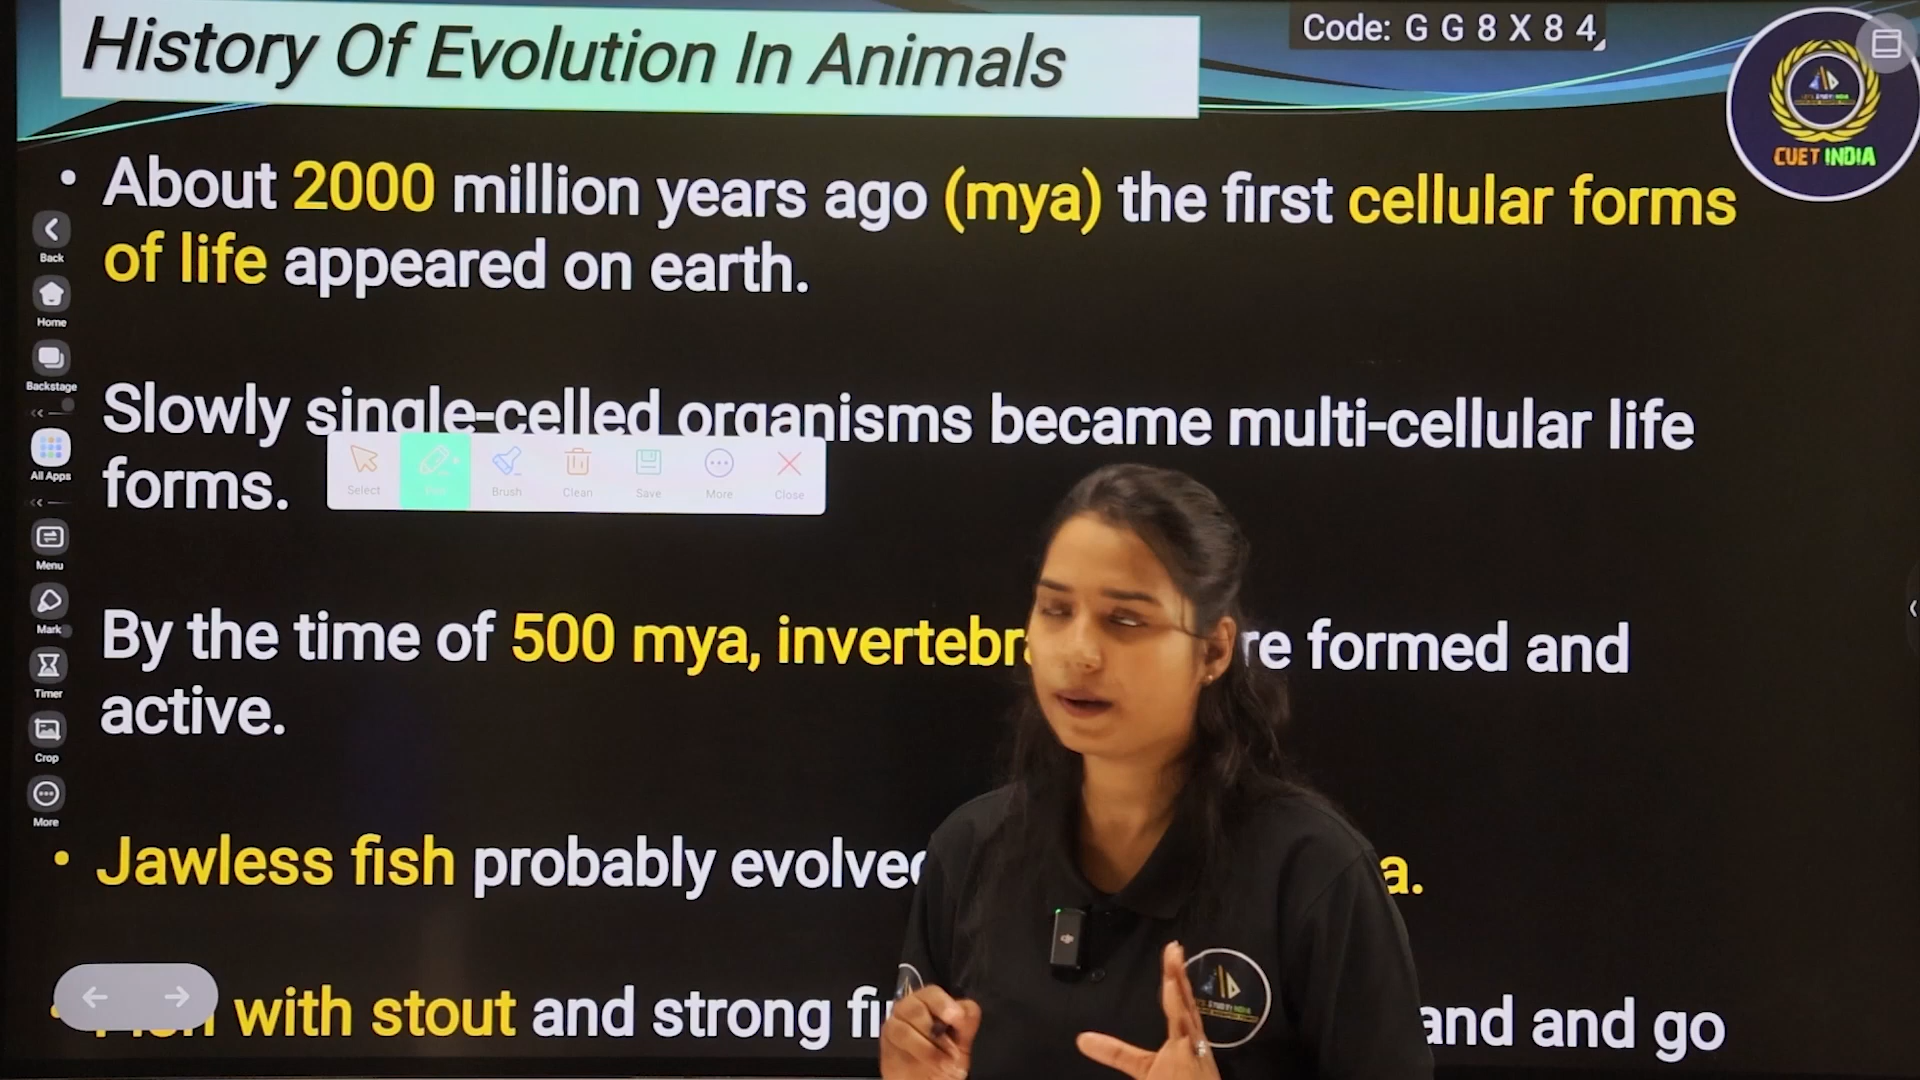 History Of Evolution In Animals
Code: G G 8 X 8 4
CUET INDIA
• About 2000 million years ago (mya) the first cellular forms
of life appeared on earth.
Slowly single-celled organisms became multi-cellular life
forms.
By the time of 500 mya, invertebr re formed and
active.
• Jawless fish probably evolved a.
• Fish with stout and strong fi and and go
Back
Home
Backstage
All Apps
Menu
Mark
Timer
Crop
More
Select
Pen
Brush
Clean
Save
More
Close